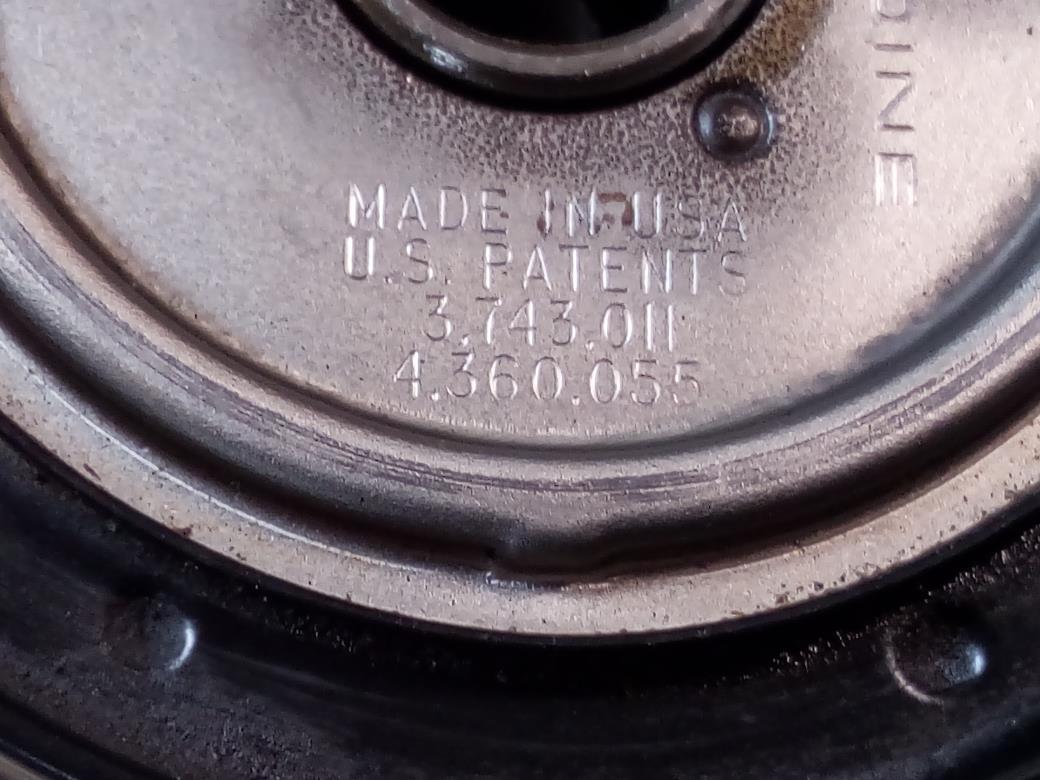 MADE IN USA
U.S. PATENTS
3.743.011
4.360.055